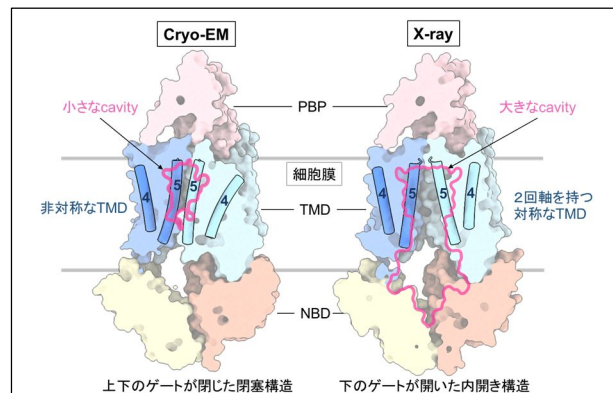 Cryo-EM
X-ray
小さなcavity
PBP
大きなcavity
細胞膜
4
5
5
4
4
5
5
4
非対称なTMD
TMD
2回軸を持つ
対称なTMD
NBD
上下のゲートが閉じた閉塞構造
下のゲートが開いた内開き構造